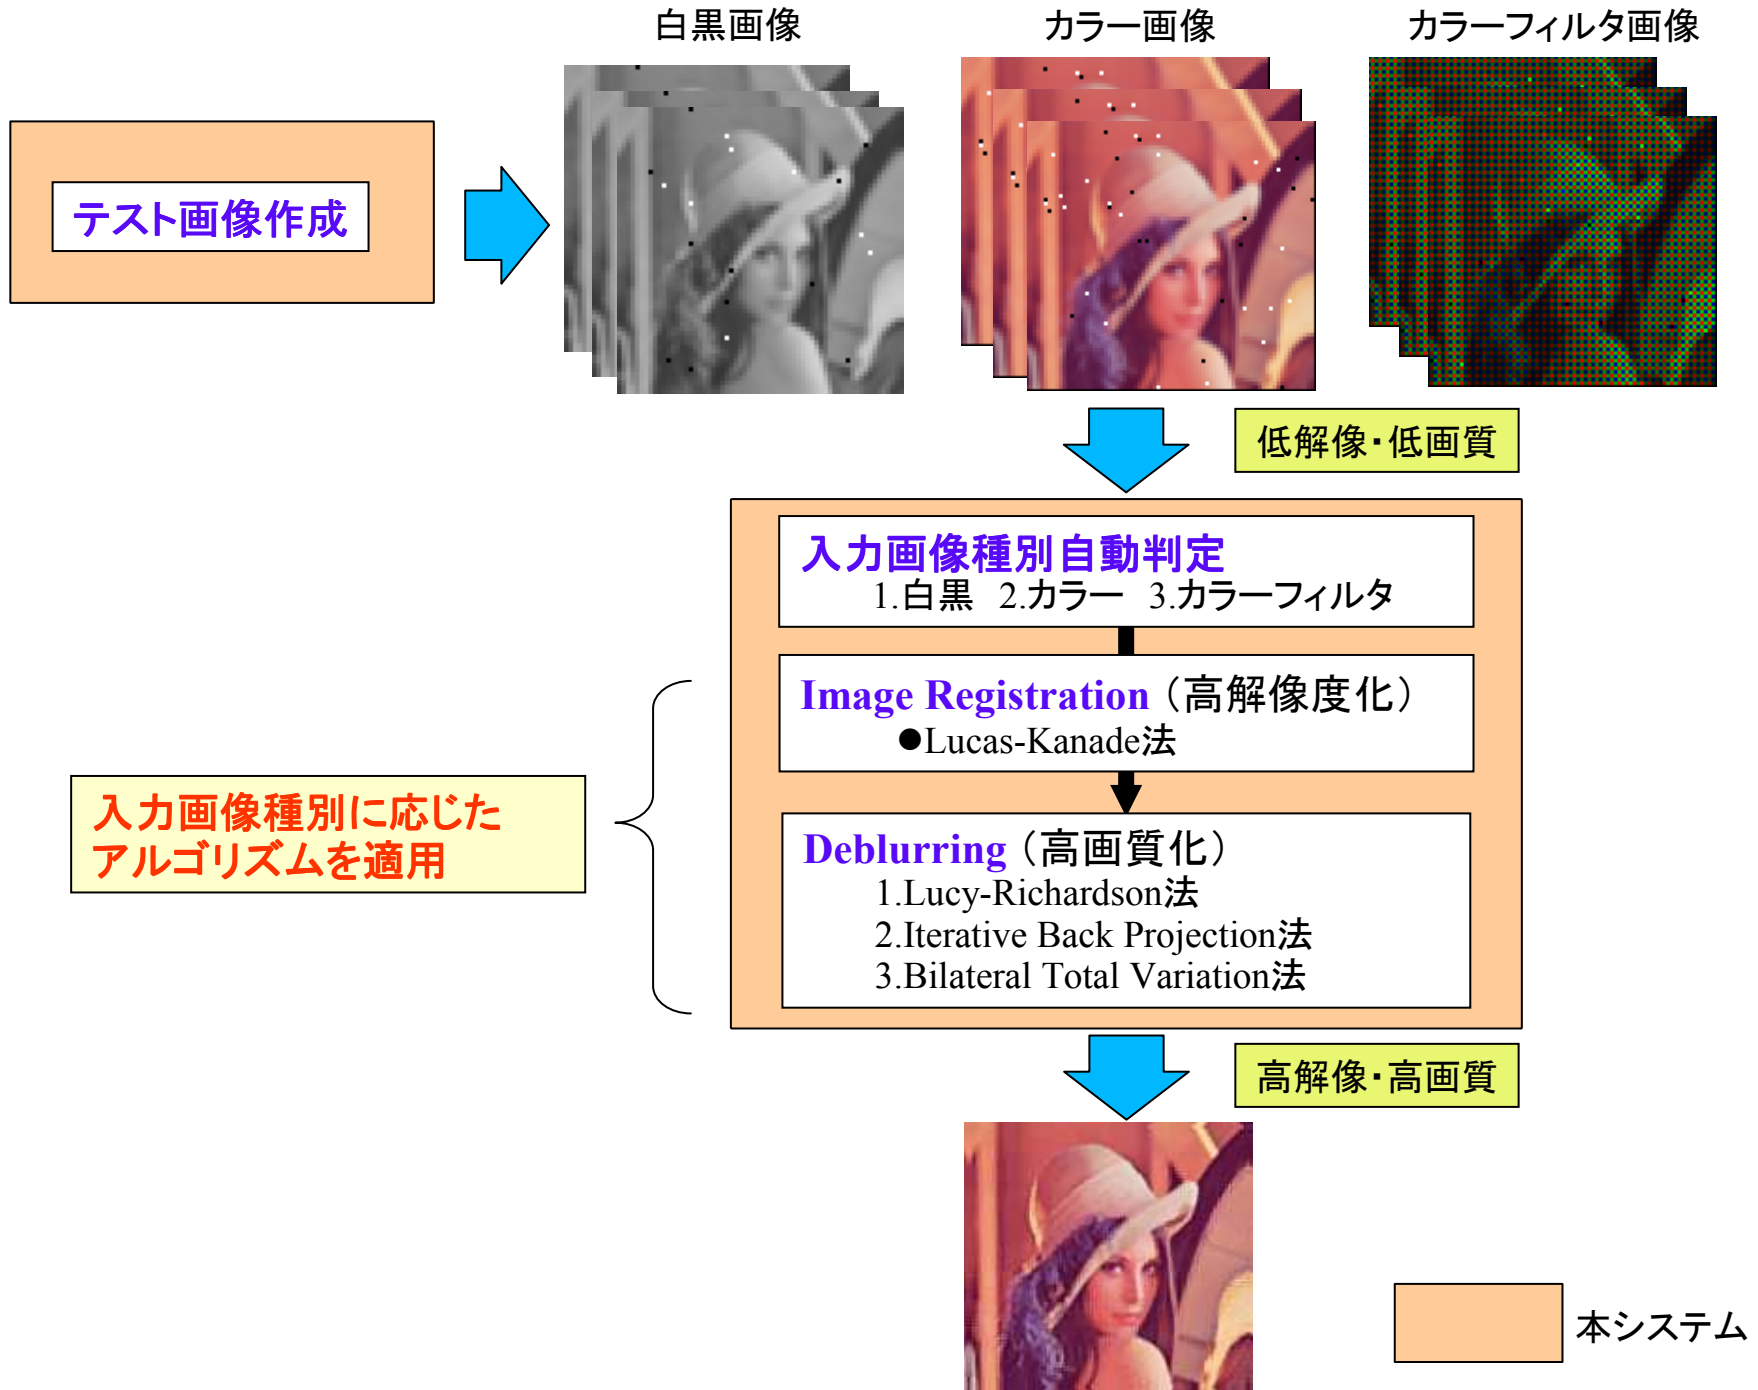 白黒画像
カラー画像
カラーフィルタ画像
テスト画像作成
低解像・低画質
入力画像種別自動判定
1.白黒 2.カラー 3.カラーフィルタ
Image Registration（高解像度化）
●Lucas-Kanade法
入力画像種別に応じた
アルゴリズムを適用
Deblurring（高画質化）
1.Lucy-Richardson法
2.Iterative Back Projection法
3.Bilateral Total Variation法
高解像・高画質
本システム